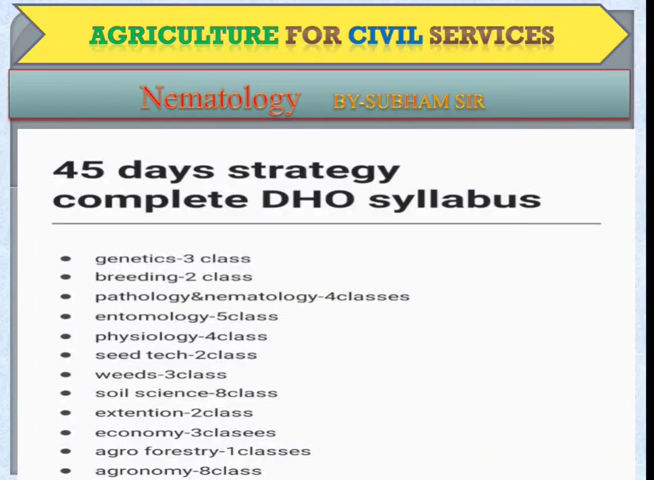 AGRICULTURE FOR CIVIL SERVICES
Nematology BY-SUBHAM SIR
45 days strategy
complete DHO syllabus
genetics-3 class
breeding-2 class
pathology&nematology-4classes
entomology-5class
physiology-4class
seed tech-2class
weeds-3class
soil science-8class
extention-2class
economy-3clasees
agro forestry-1classes
agronomy-8class